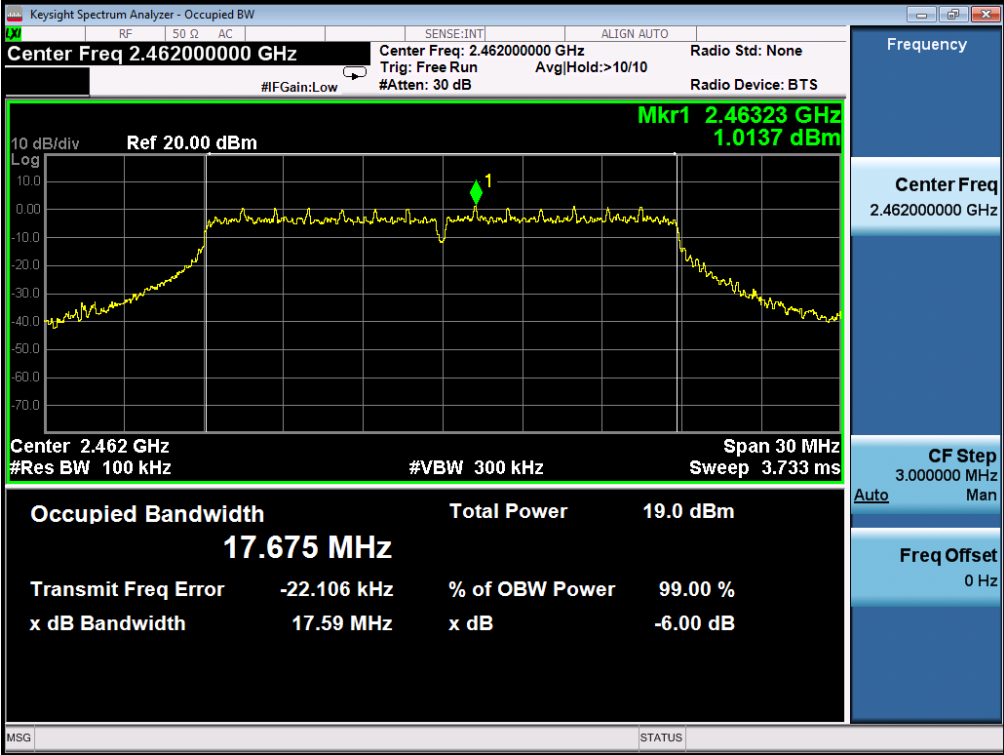 Keysight Spectrum Analyzer - Occupied BW
LXI RF 50 Ω AC SENSE:INT ALIGN AUTO
Center Freq 2.462000000 GHz
Center Freq: 2.462000000 GHz
Radio Std: None
Trig: Free Run Avg|Hold:>10/10
#IFGain:Low #Atten: 30 dB
Radio Device: BTS
Frequency
Mkr1 2.46323 GHz
1.0137 dBm
10 dB/div Ref 20.00 dBm
Log
10.0
0.00
-10.0
-20.0
-30.0
-40.0
-50.0
-60.0
-70.0
1
Center 2.462 GHz Span 30 MHz
#Res BW 100 kHz #VBW 300 kHz Sweep 3.733 ms
Center Freq
2.462000000 GHz
CF Step
3.000000 MHz
Auto Man
Freq Offset
0 Hz
Occupied Bandwidth Total Power 19.0 dBm
17.675 MHz
Transmit Freq Error -22.106 kHz % of OBW Power 99.00 %
x dB Bandwidth 17.59 MHz x dB -6.00 dB
MSG STATUS